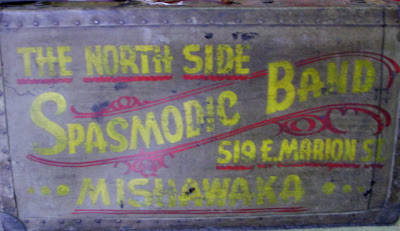 THE NORTH SIDE
SPASMODIC BAND
519 E. MARION ST
MISHAWAKA